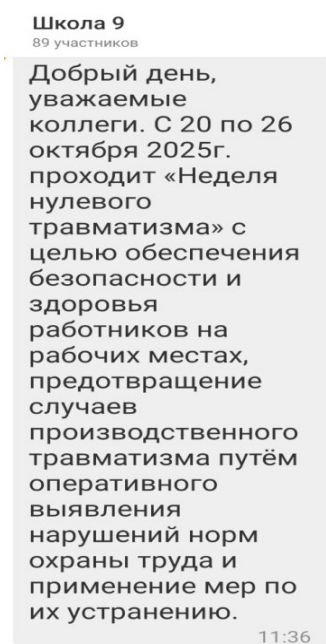 Школа 9
89 участников
Добрый день,
уважаемые
коллеги. С 20 по 26
октября 2025г.
проходит «Неделя
нулевого
травматизма» с
целью обеспечения
безопасности и
здоровья
работников на
рабочих местах,
предотвращение
случаев
производственного
травматизма путём
оперативного
выявления
нарушений норм
охраны труда и
применение мер по
их устранению.
11:36